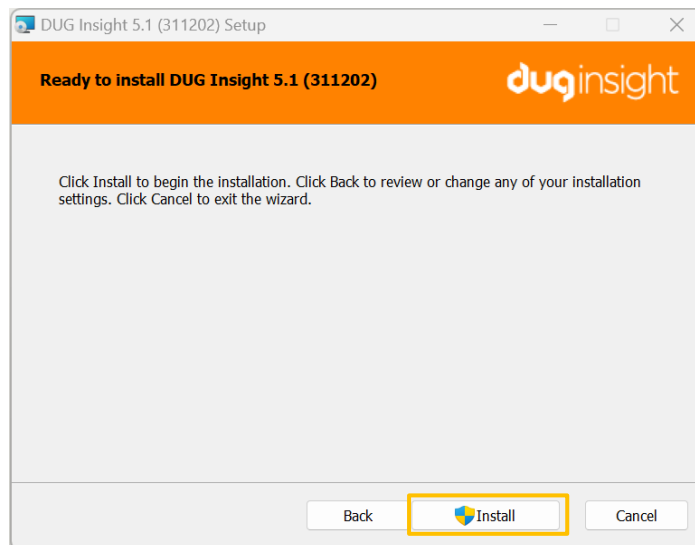 DUG Insight 5.1 (311202) Setup
Ready to install DUG Insight 5.1 (311202)
duginsight
Click Install to begin the installation. Click Back to review or change any of your installation
settings. Click Cancel to exit the wizard.
Back
Install
Cancel